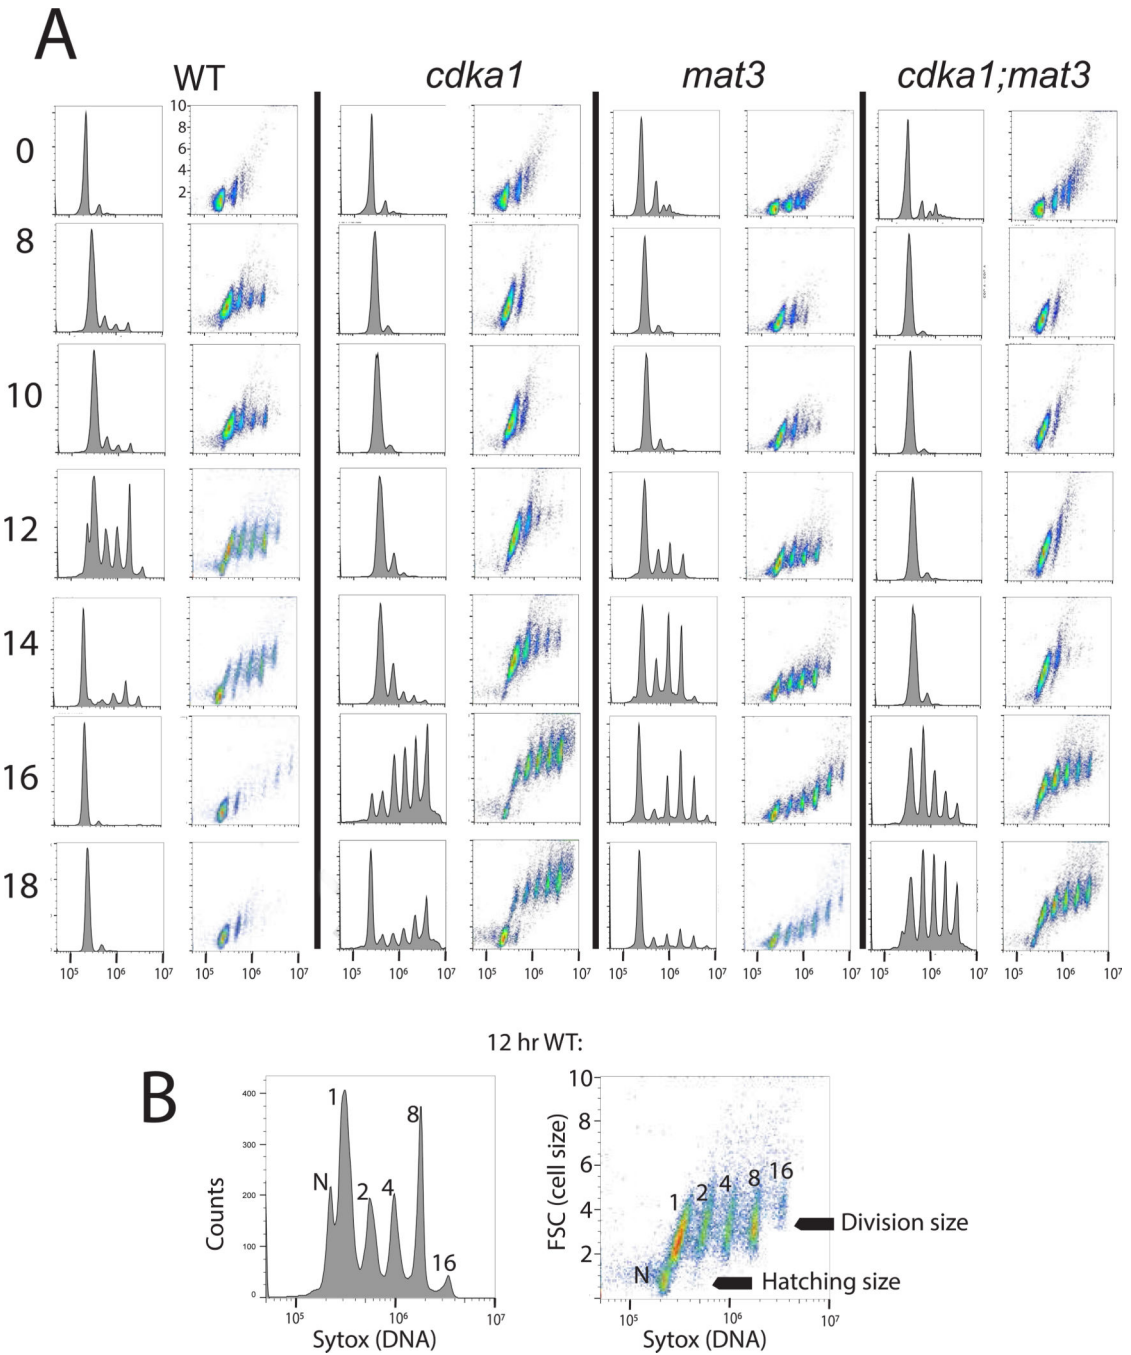 A
WT
cdka1
mat3
cdka1;mat3
0
10
8
6
4
2
8
10
12
14
16
18
10⁵ 10⁶ 10⁷ 10⁵ 10⁶ 10⁷ 10⁵ 10⁶ 10⁷ 10⁵ 10⁶ 10⁷ 10⁵ 10⁶ 10⁷ 10⁵ 10⁶ 10⁷ 10⁵ 10⁶ 10⁷ 10⁵ 10⁶ 10⁷
12 hr WT:
B
Counts
400
300
200
100
0
N
1
2
4
8
16
10⁵ 10⁶ 10⁷
Sytox (DNA)
FSC (cell size)
10
8
6
4
2
N
1
2
4
8
16
Division size
Hatching size
10⁵ 10⁶ 10⁷
Sytox (DNA)